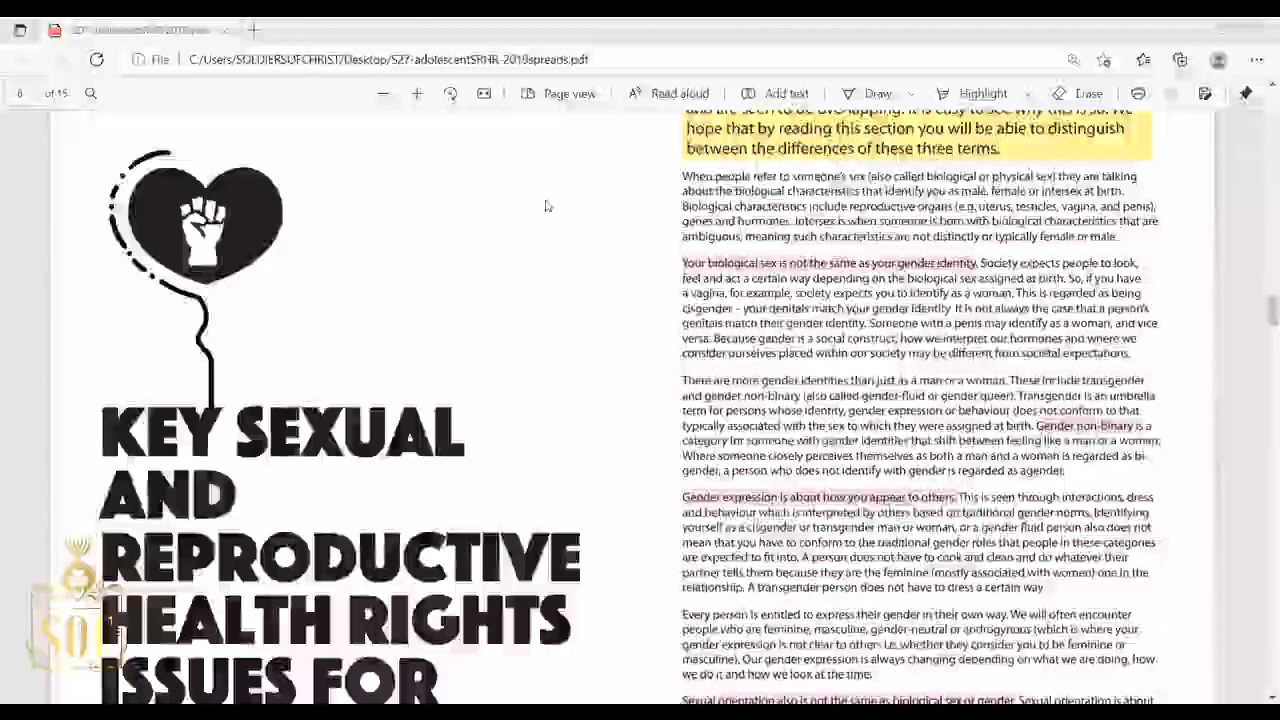 File
C:/Users/SOLDIERSOFCHRIST/Desktop/S27-adolescentSRHR-2019spreads.pdf
8 of 15
Page view
Read aloud
Add text
Draw
Highlight
Erase
KEY SEXUAL
AND
REPRODUCTIVE
HEALTH RIGHTS
ISSUES FOR
SOC
hope that by reading this section you will be able to distinguish
between the differences of these three terms.
When people refer to someone's sex (also called biological or physical sex) they are talking
about the biological characteristics that identify you as male, female or intersex at birth.
Biological characteristics include reproductive organs (e.g. uterus, testicles, vagina, and penis),
genes and hormones. Intersex is when someone is born with biological characteristics that are
ambiguous, meaning such characteristics are not distinctly or typically female or male.
Your biological sex is not the same as your gender identity. Society expects people to look,
feel and act a certain way depending on the biological sex assigned at birth. So, if you have
a vagina, for example, society expects you to identify as a woman. This is regarded as being
cisgender - your genitals match your gender identity. It is not always the case that a person's
genitals match their gender identity. Someone with a penis may identify as a woman, and vice
versa. Because gender is a social construct, how we interpret our hormones and where we
consider ourselves placed within our society may be different from societal expectations.
There are more gender identities than just as a man or a woman. These include transgender
and gender non-binary (also called gender-fluid or gender queer). Transgender is an umbrella
term for persons whose identity, gender expression or behaviour does not conform to that
typically associated with the sex to which they were assigned at birth. Gender non-binary is a
category for someone with gender identities that shift between feeling like a man or a woman.
Where someone closely perceives themselves as both a man and a woman is regarded as bi-
gender, a person who does not identify with gender is regarded as agender.
Gender expression is about how you appear to others. This is seen through interactions, dress
and behaviour which is interpreted by others based on traditional gender norms. Identifying
yourself as a cisgender or transgender man or woman, or a gender fluid person also does not
mean that you have to conform to the traditional gender roles that people in these categories
are expected to fit into. A person does not have to cook and clean and do whatever their
partner tells them because they are the feminine (mostly associated with women) one in the
relationship. A transgender person does not have to dress a certain way
Every person is entitled to express their gender in their own way. We will often encounter
people who are feminine, masculine, gender-neutral or androgynous (which is where your
gender expression is not clear to others i.e. whether they consider you to be feminine or
masculine). Our gender expression is always changing depending on what we are doing, how
we do it and how we look at the time.
Sexual orientation also is not the same as biological sex or gender. Sexual orientation is about